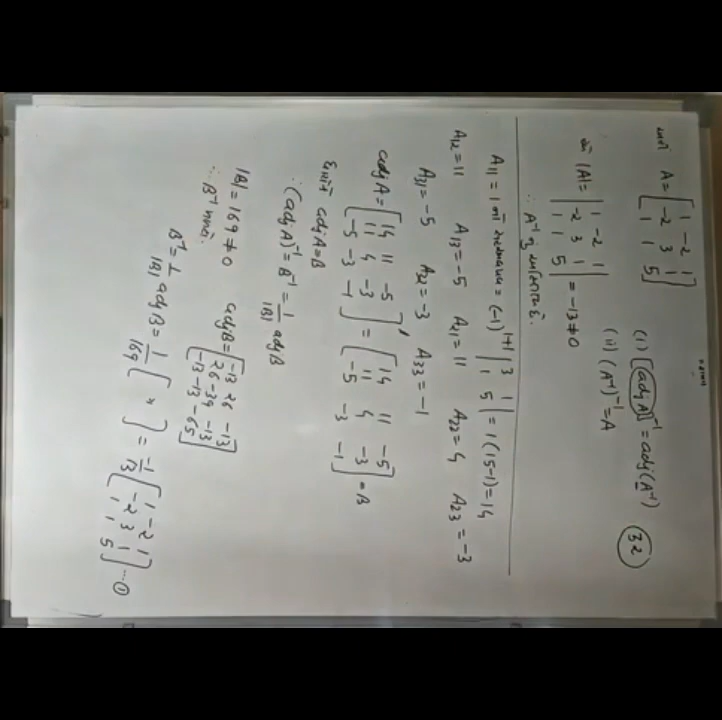 A = [1 -2 1; -2 3 1; 1 1 5]
(i) [adj A]⁻¹ = adj(A⁻¹)
(ii) (A⁻¹)⁻¹ = A
32
|A| = |1 -2 1; -2 3 1; 1 1 5| = -13 ≠ 0
∴ A⁻¹
A₁₁ = 1 = (-1)¹⁺¹ |3 1; 1 5| = 1(15-1) = 14
A₁₂ = 11 A₁₃ = -5 A₂₁ = 11 A₂₂ = 4 A₂₃ = -3
A₃₁ = -5 A₃₂ = -3 A₃₃ = -1
adj A = [14 11 -5; 11 4 -3; -5 -3 -1]' = [14 11 -5; 11 4 -3; -5 -3 -1] = B
adj A = B
∴ (adj A)⁻¹ = B⁻¹ = 1/|B| adj B
|B| = 169 ≠ 0 adj B = [-13 26 -13; 26 -39 -13; -13 -13 -65]
∴ B⁻¹
B⁻¹ = 1/|B| adj B = 1/169 [ " ] = -1/13 [1 -2 1; -2 3 1; 1 1 5] ...①